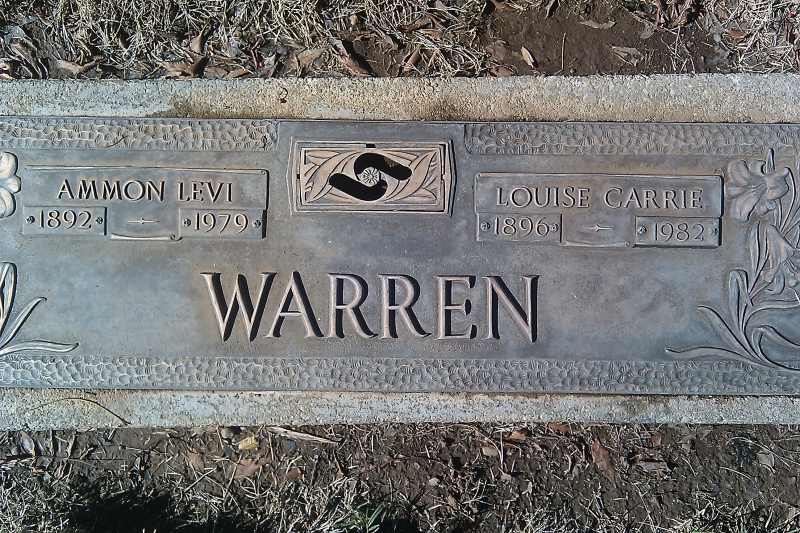 AMMON LEVI
1892 1979
LOUISE CARRIE
1896 1982
WARREN